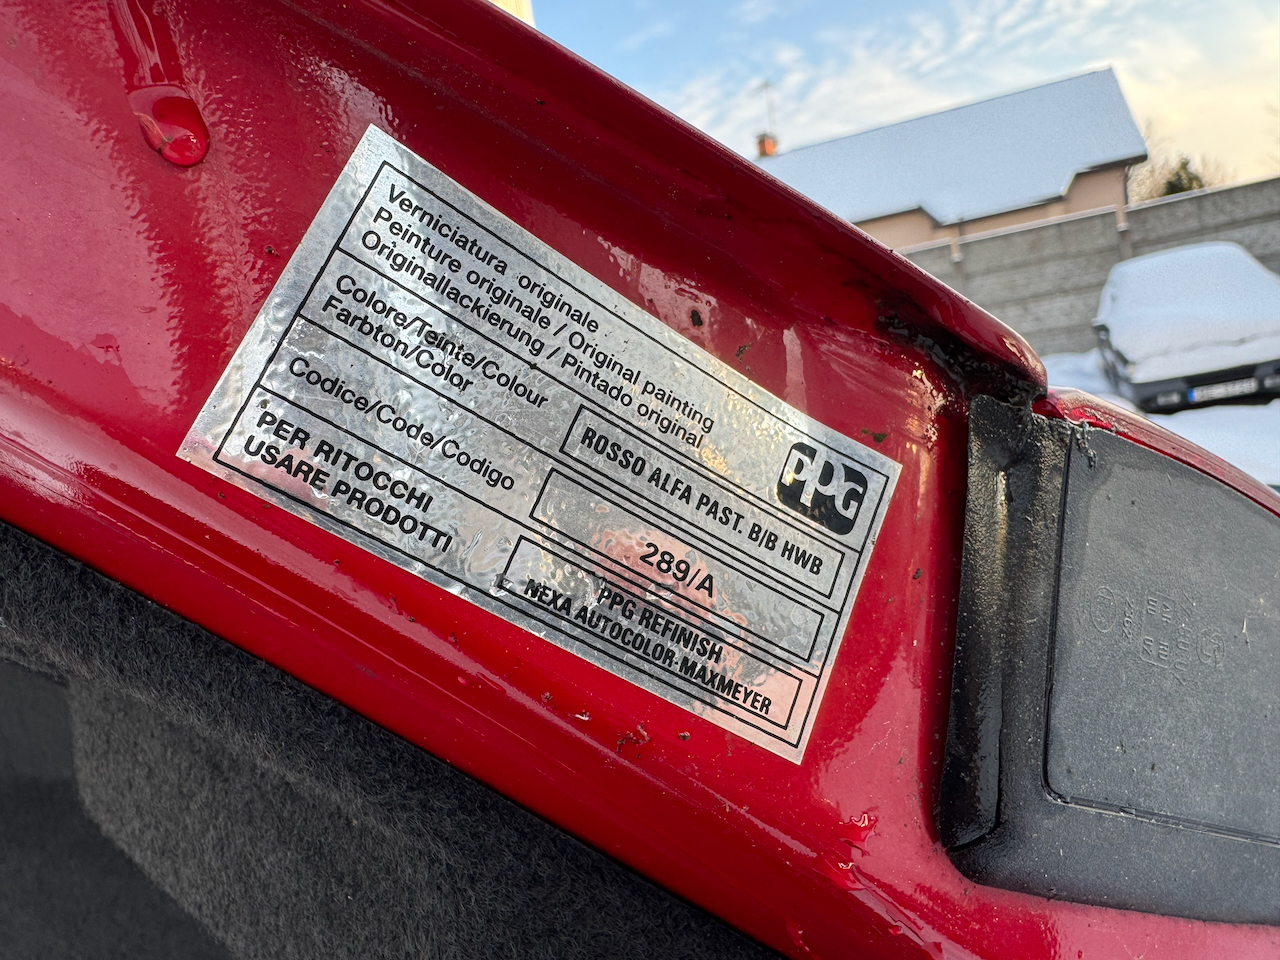 Verniciatura originale
Peinture originale / Original painting
Originallackierung / Pintado original
PPG
Colore/Teinte/Colour
Farbton/Color
ROSSO ALFA PAST. B/B HWB
Codice/Code/Codigo
289/A
PER RITOCCHI
USARE PRODOTTI
PPG REFINISH
NEXA AUTOCOLOR-MAXMEYER